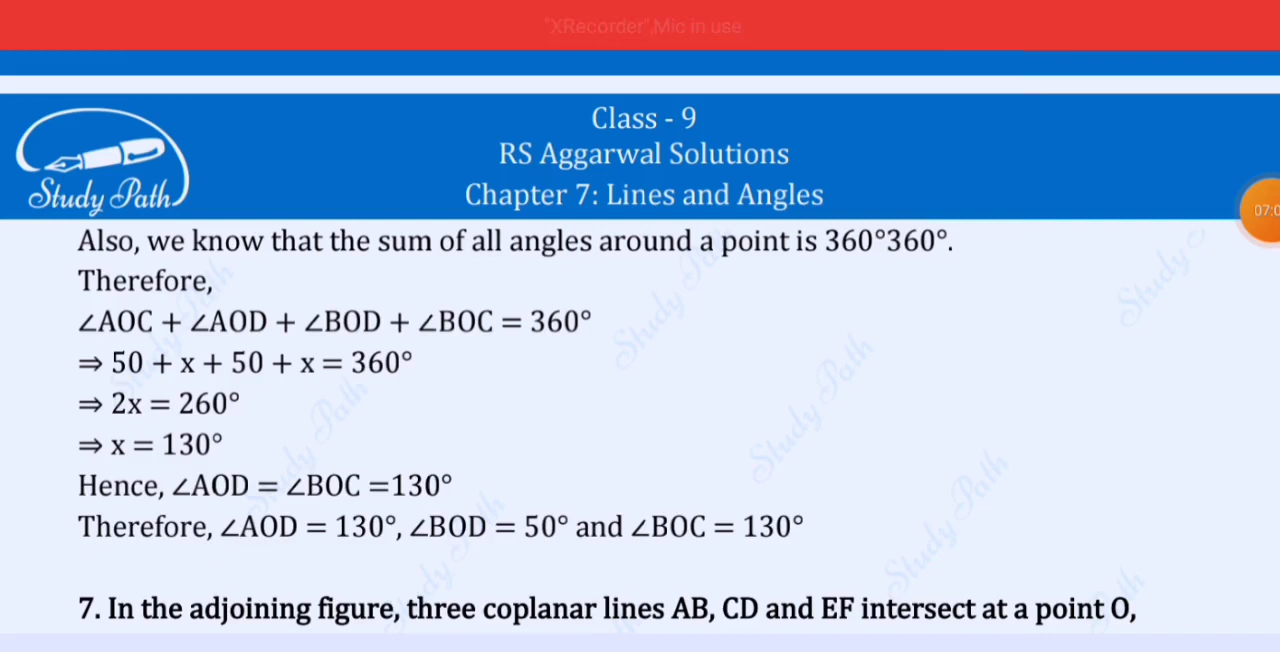 "XRecorder",Mic in use
Class - 9
RS Aggarwal Solutions
Chapter 7: Lines and Angles
Study Path
07:0
Also, we know that the sum of all angles around a point is 360°360°.
Therefore,
∠AOC + ∠AOD + ∠BOD + ∠BOC = 360°
⇒ 50 + x + 50 + x = 360°
⇒ 2x = 260°
⇒ x = 130°
Hence, ∠AOD = ∠BOC =130°
Therefore, ∠AOD = 130°, ∠BOD = 50° and ∠BOC = 130°
7. In the adjoining figure, three coplanar lines AB, CD and EF intersect at a point O,